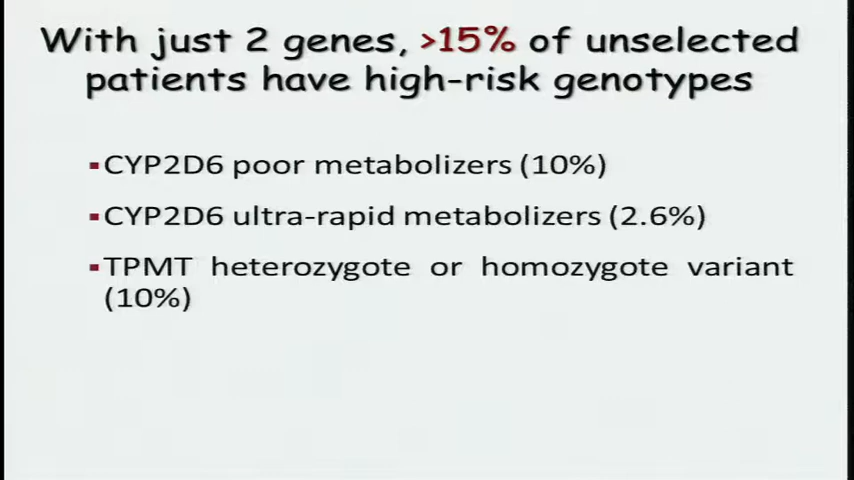 With just 2 genes, >15% of unselected
patients have high-risk genotypes
▪CYP2D6 poor metabolizers (10%)
▪CYP2D6 ultra-rapid metabolizers (2.6%)
▪TPMT heterozygote or homozygote variant
(10%)